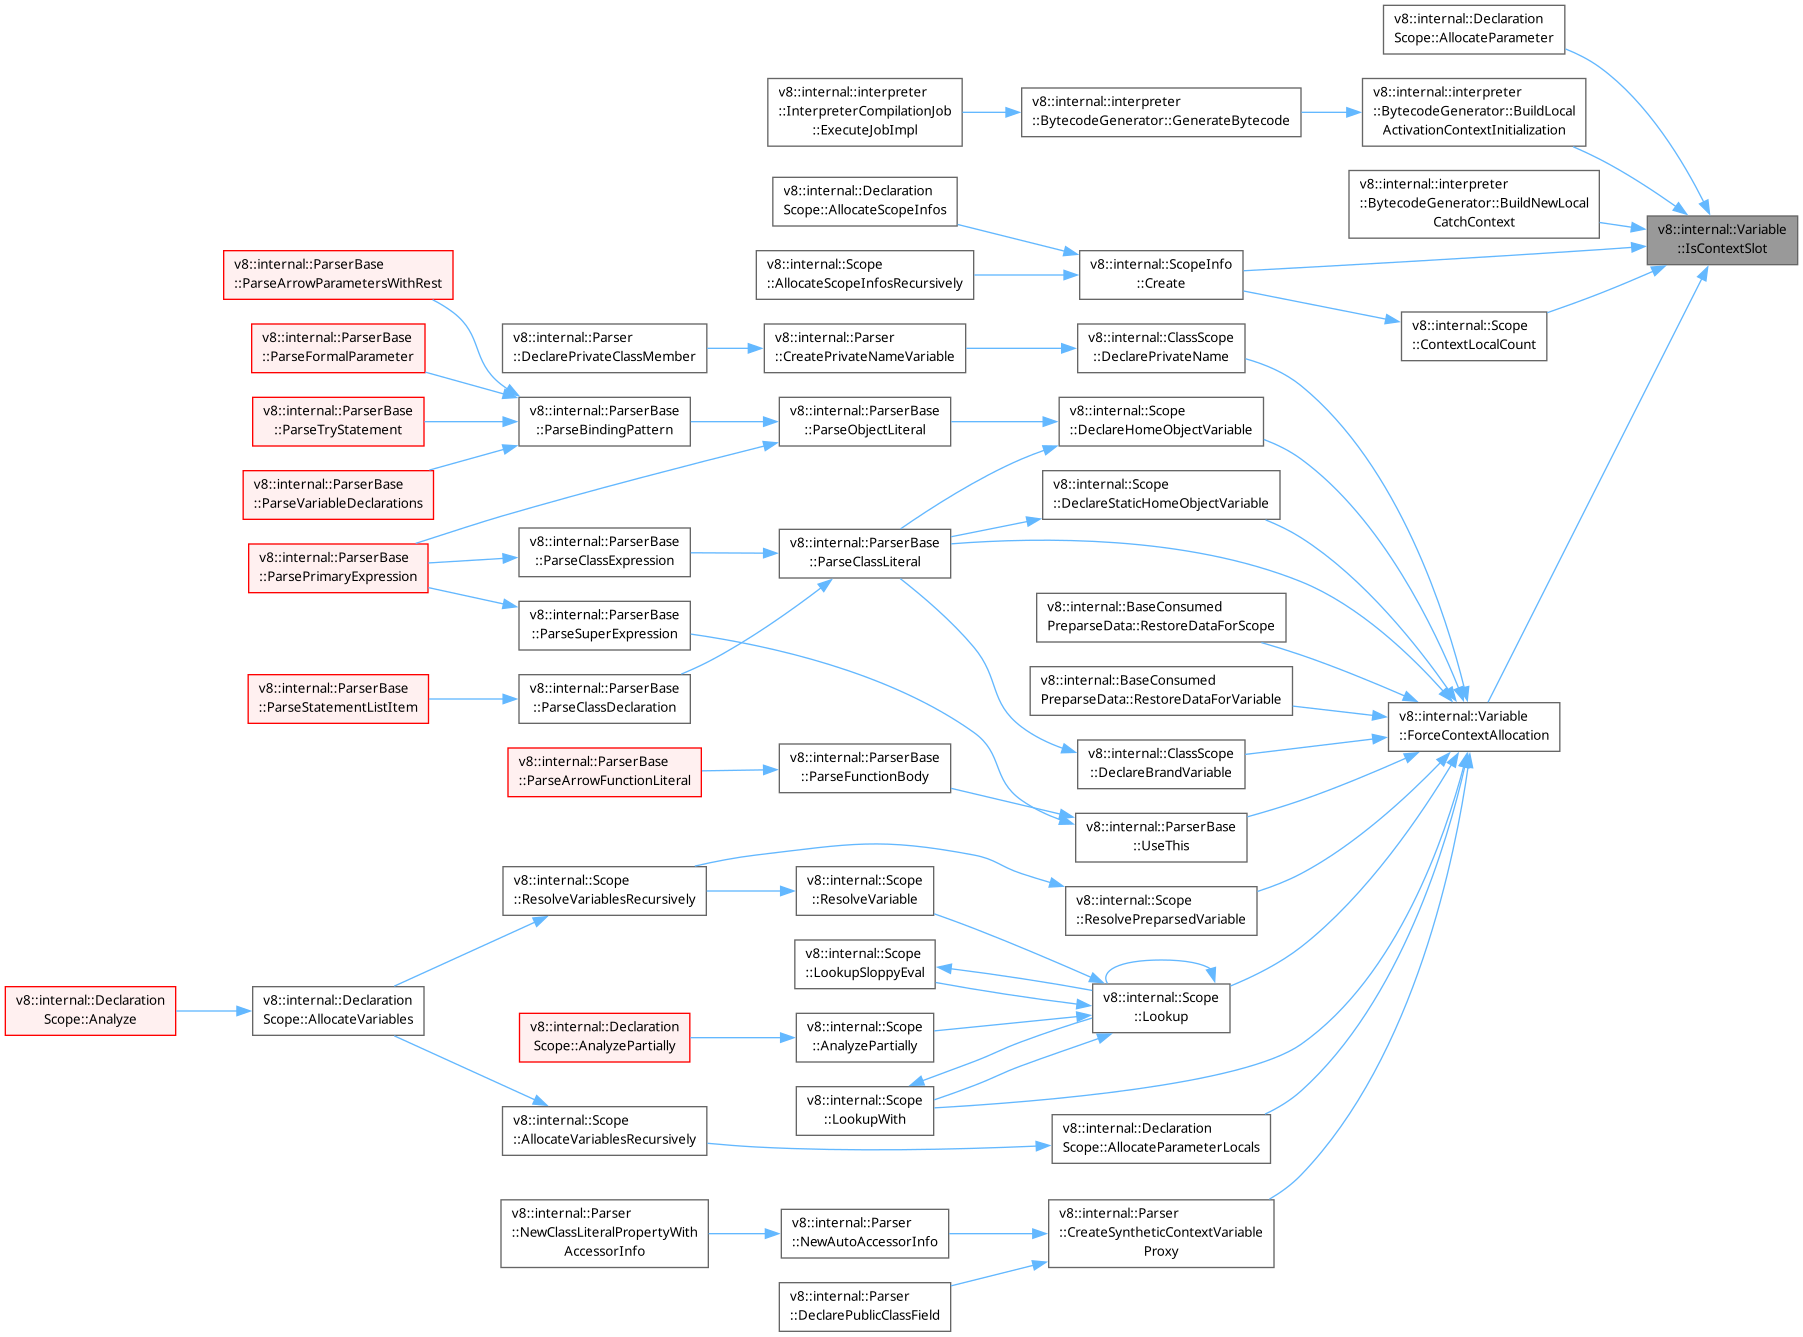 v8::internal::Declaration
Scope::AllocateParameter
v8::internal::interpreter
::InterpreterCompilationJob
::ExecuteJobImpl
v8::internal::interpreter
::BytecodeGenerator::GenerateBytecode
v8::internal::interpreter
::BytecodeGenerator::BuildLocal
ActivationContextInitialization
v8::internal::Declaration
Scope::AllocateScopeInfos
v8::internal::interpreter
::BytecodeGenerator::BuildNewLocal
CatchContext
v8::internal::Variable
::IsContextSlot
v8::internal::ParserBase
::ParseArrowParametersWithRest
v8::internal::Scope
::AllocateScopeInfosRecursively
v8::internal::ScopeInfo
::Create
v8::internal::Scope
::ContextLocalCount
v8::internal::ParserBase
::ParseFormalParameter
v8::internal::Parser
::DeclarePrivateClassMember
v8::internal::Parser
::CreatePrivateNameVariable
v8::internal::ClassScope
::DeclarePrivateName
v8::internal::ParserBase
::ParseTryStatement
v8::internal::ParserBase
::ParseBindingPattern
v8::internal::ParserBase
::ParseObjectLiteral
v8::internal::Scope
::DeclareHomeObjectVariable
v8::internal::ParserBase
::ParseVariableDeclarations
v8::internal::Scope
::DeclareStaticHomeObjectVariable
v8::internal::ParserBase
::ParsePrimaryExpression
v8::internal::ParserBase
::ParseClassExpression
v8::internal::ParserBase
::ParseClassLiteral
v8::internal::ParserBase
::ParseSuperExpression
v8::internal::BaseConsumed
PreparseData::RestoreDataForScope
v8::internal::ParserBase
::ParseStatementListItem
v8::internal::ParserBase
::ParseClassDeclaration
v8::internal::BaseConsumed
PreparseData::RestoreDataForVariable
v8::internal::Variable
::ForceContextAllocation
v8::internal::ParserBase
::ParseArrowFunctionLiteral
v8::internal::ParserBase
::ParseFunctionBody
v8::internal::ClassScope
::DeclareBrandVariable
v8::internal::ParserBase
::UseThis
v8::internal::Scope
::ResolveVariablesRecursively
v8::internal::Scope
::ResolveVariable
v8::internal::Scope
::ResolvePreparsedVariable
v8::internal::Scope
::LookupSloppyEval
v8::internal::Declaration
Scope::Analyze
v8::internal::Declaration
Scope::AllocateVariables
v8::internal::Scope
::Lookup
v8::internal::Declaration
Scope::AnalyzePartially
v8::internal::Scope
::AnalyzePartially
v8::internal::Scope
::LookupWith
v8::internal::Scope
::AllocateVariablesRecursively
v8::internal::Declaration
Scope::AllocateParameterLocals
v8::internal::Parser
::NewClassLiteralPropertyWith
AccessorInfo
v8::internal::Parser
::NewAutoAccessorInfo
v8::internal::Parser
::CreateSyntheticContextVariable
Proxy
v8::internal::Parser
::DeclarePublicClassField